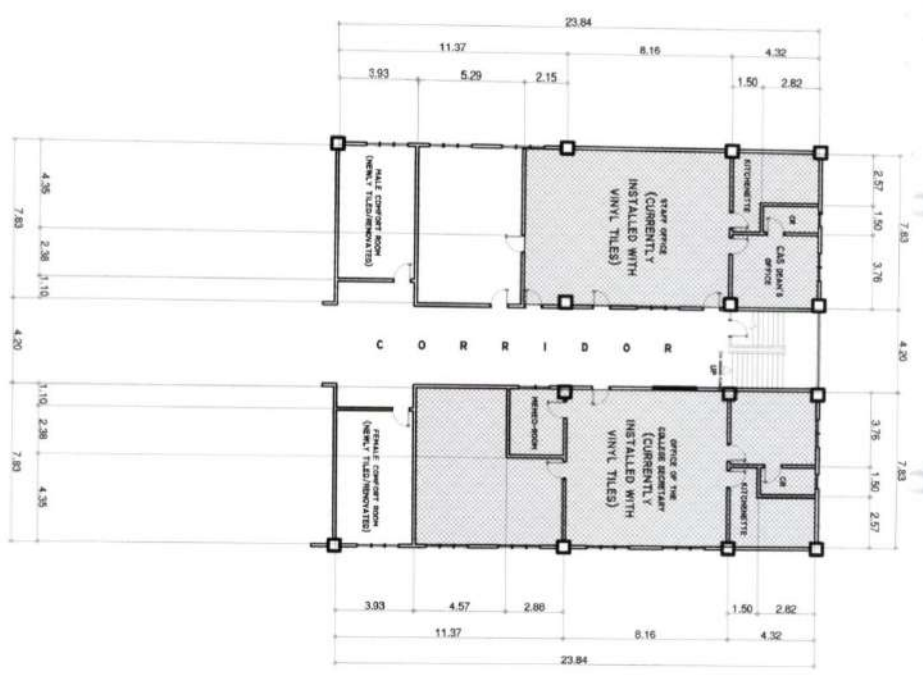 23.84
11.37
8.16
4.32
3.93
5.29
2.15
1.50
2.82
7.83
4.35
2.38
1.10
4.20
1.10
2.38
4.35
7.83
MALE COMFORT ROOM
(NEWLY TILED/RENOVATED)
STAFF OFFICE
(CURRENTLY
INSTALLED WITH
VINYL TILES)
KITCHENETTE
CR
CAS DEAN'S
OFFICE
2.57
1.50
3.76
7.83
4.20
CORRIDOR
UP
FEMALE COMFORT ROOM
(NEWLY TILED/RENOVATED)
OFFICE OF THE
COLLEGE SECRETARY
(CURRENTLY
INSTALLED WITH
VINYL TILES)
CR
KITCHENETTE
3.76
1.50
2.57
7.83
3.93
4.57
2.88
1.50
2.82
11.37
8.16
4.32
23.84